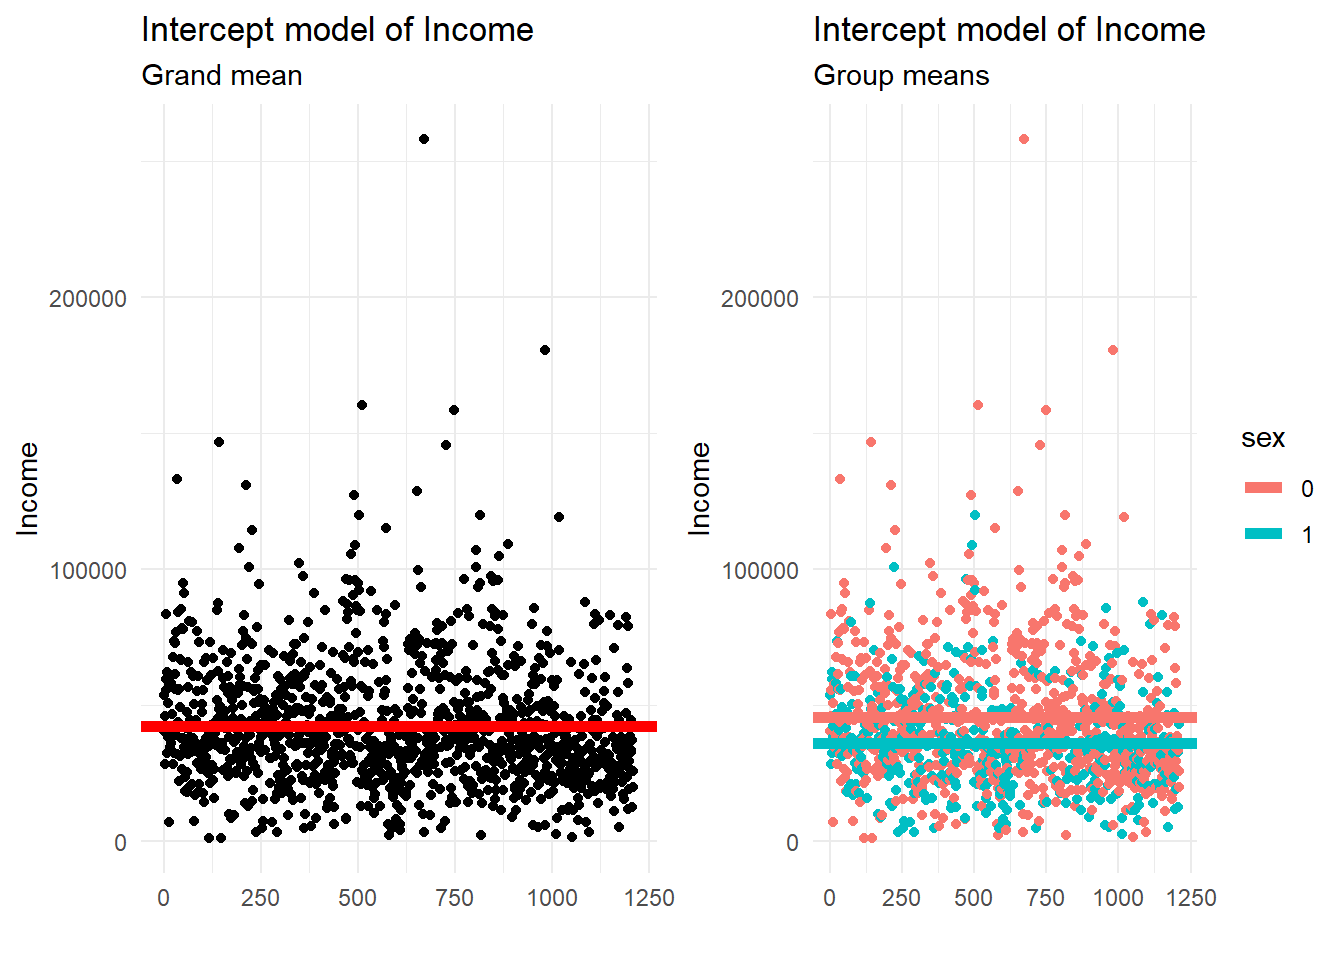 Intercept model of Income
Grand mean
Income
200000
100000
0
0 250 500 750 1000 1250
Intercept model of Income
Group means
Income
200000
100000
0
0 250 500 750 1000 1250
sex
0
1